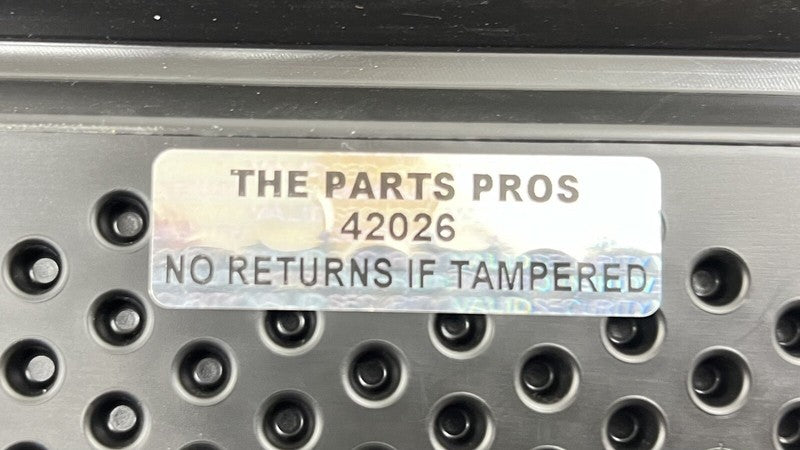 THE PARTS PROS
42026
NO RETURNS IF TAMPERED